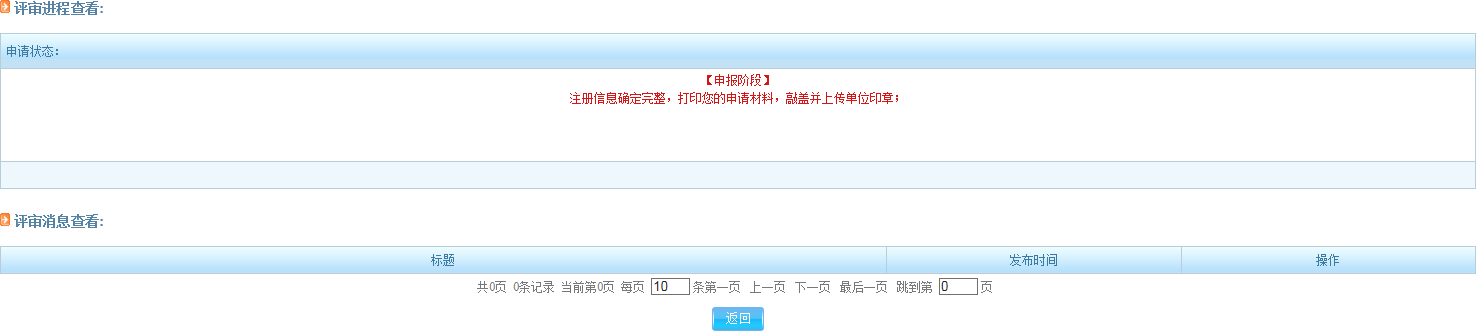 评审进程查看:
申请状态：
【申报阶段】
注册信息确定完整，打印您的申请材料，敲盖并上传单位印章；
评审消息查看:
标题 发布时间 操作
共0页 0条记录 当前第0页 每页 10 条第一页 上一页 下一页 最后一页 跳到第 0 页
返回